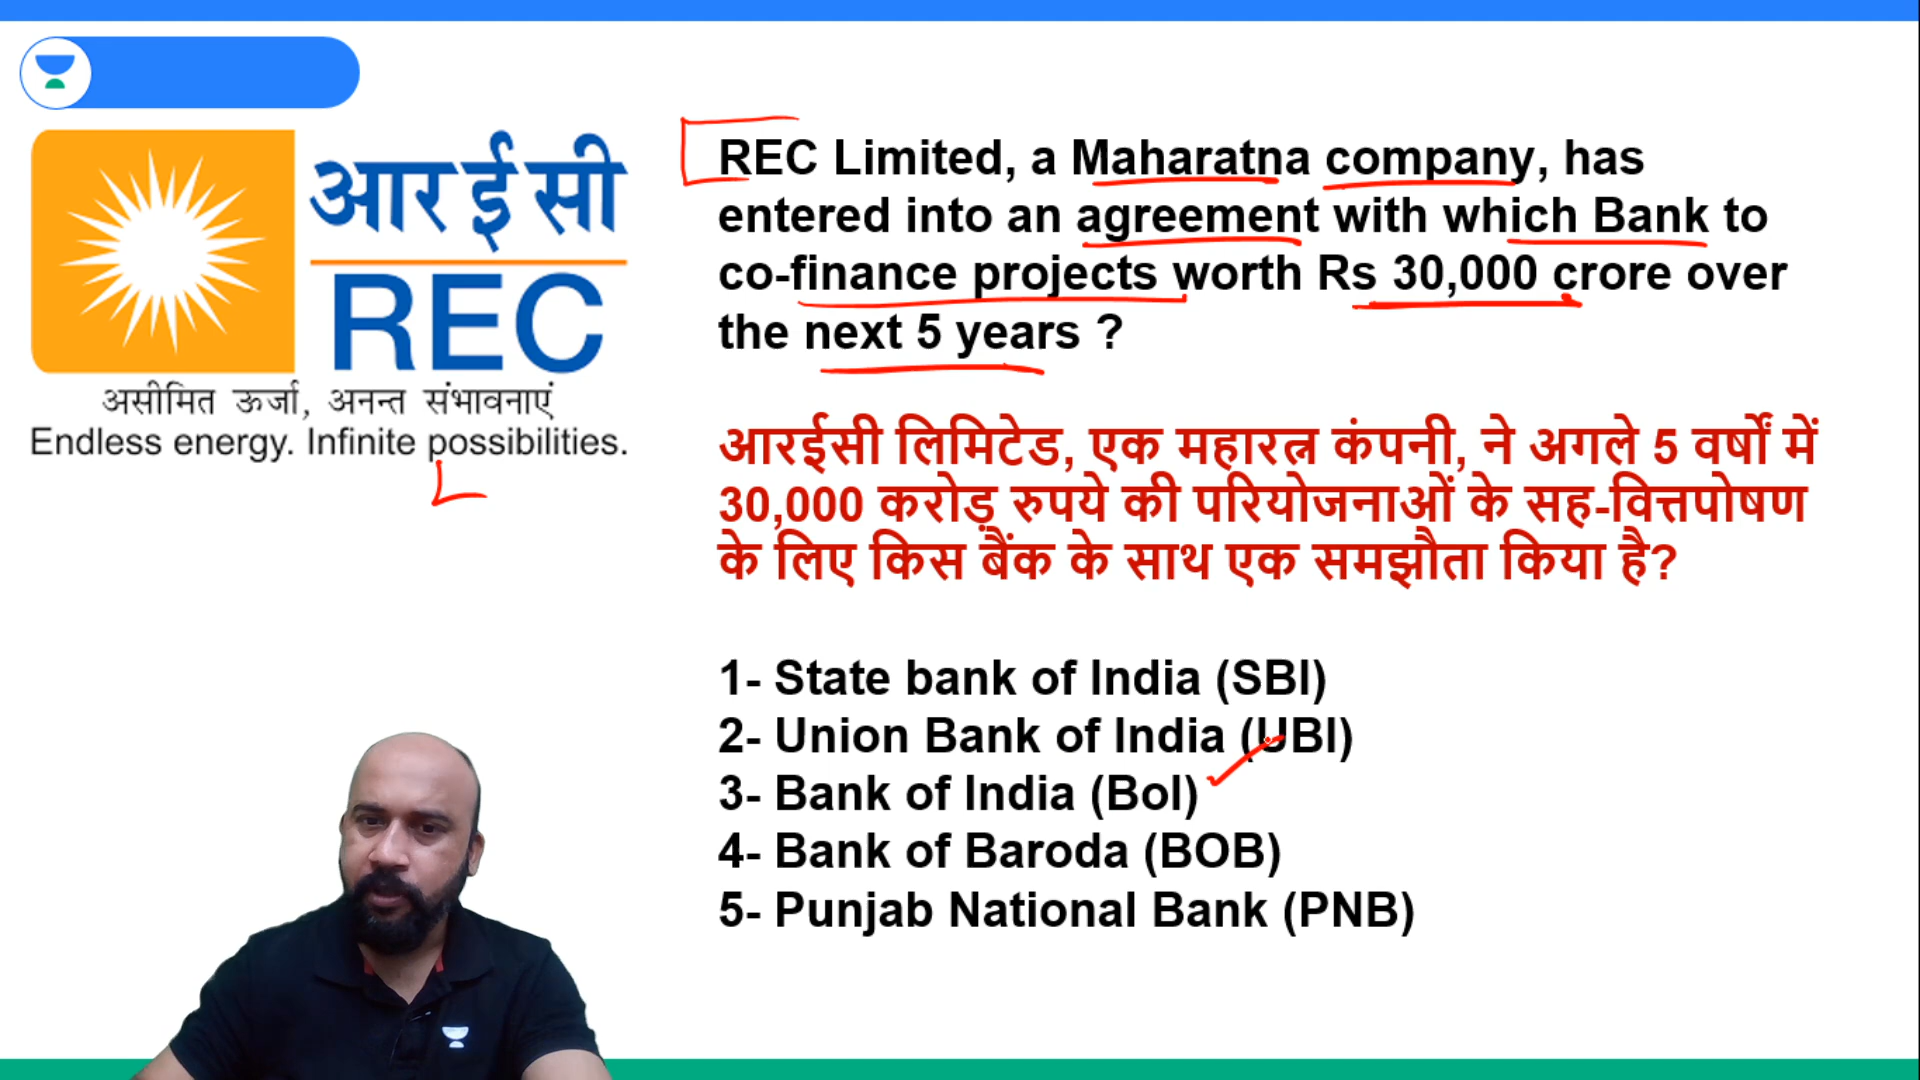 आरईसी
REC
असीमित ऊर्जा, अनन्त संभावनाएं
Endless energy. Infinite possibilities.
REC Limited, a Maharatna company, has
entered into an agreement with which Bank to
co-finance projects worth Rs 30,000 crore over
the next 5 years ?
आरईसी लिमिटेड, एक महारत्न कंपनी, ने अगले 5 वर्षों में
30,000 करोड़ रुपये की परियोजनाओं के सह-वित्तपोषण
के लिए किस बैंक के साथ एक समझौता किया है?
1- State bank of India (SBI)
2- Union Bank of India (UBI)
3- Bank of India (BoI)
4- Bank of Baroda (BOB)
5- Punjab National Bank (PNB)